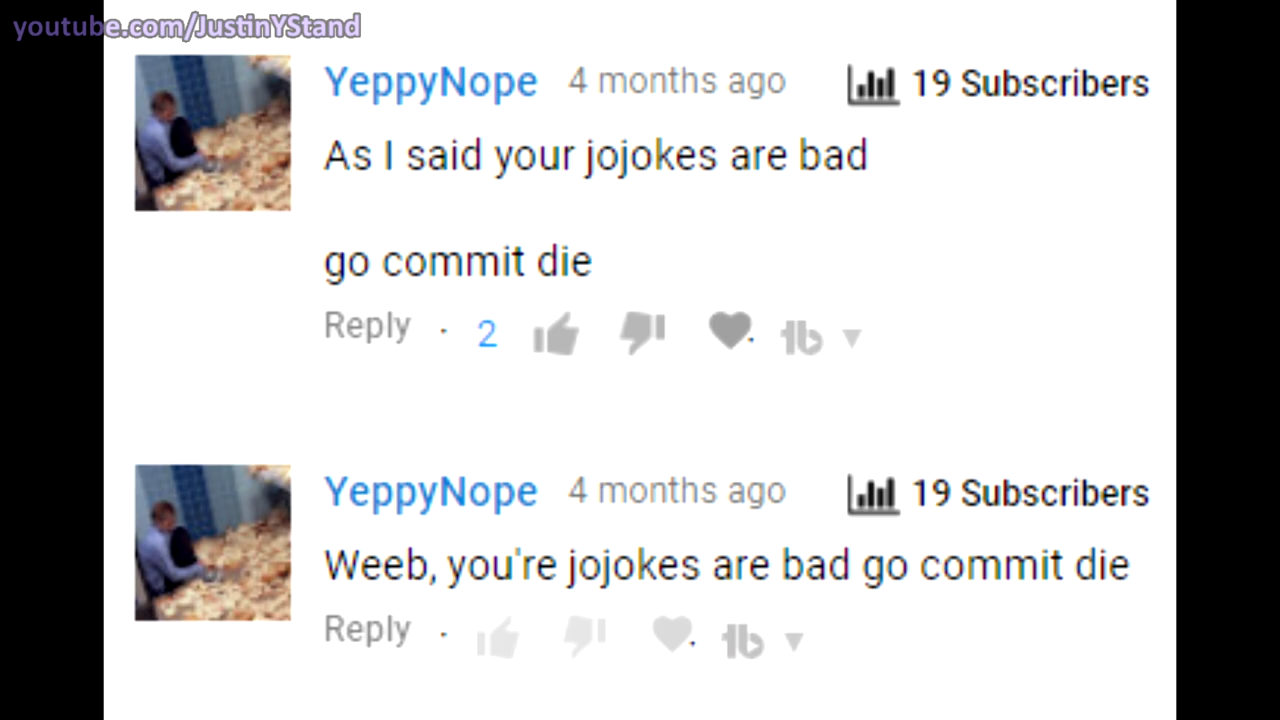 youtube.com/JustinYStand
YeppyNope 4 months ago 19 Subscribers
As I said your jojokes are bad
go commit die
Reply · 2
YeppyNope 4 months ago 19 Subscribers
Weeb, you're jojokes are bad go commit die
Reply ·